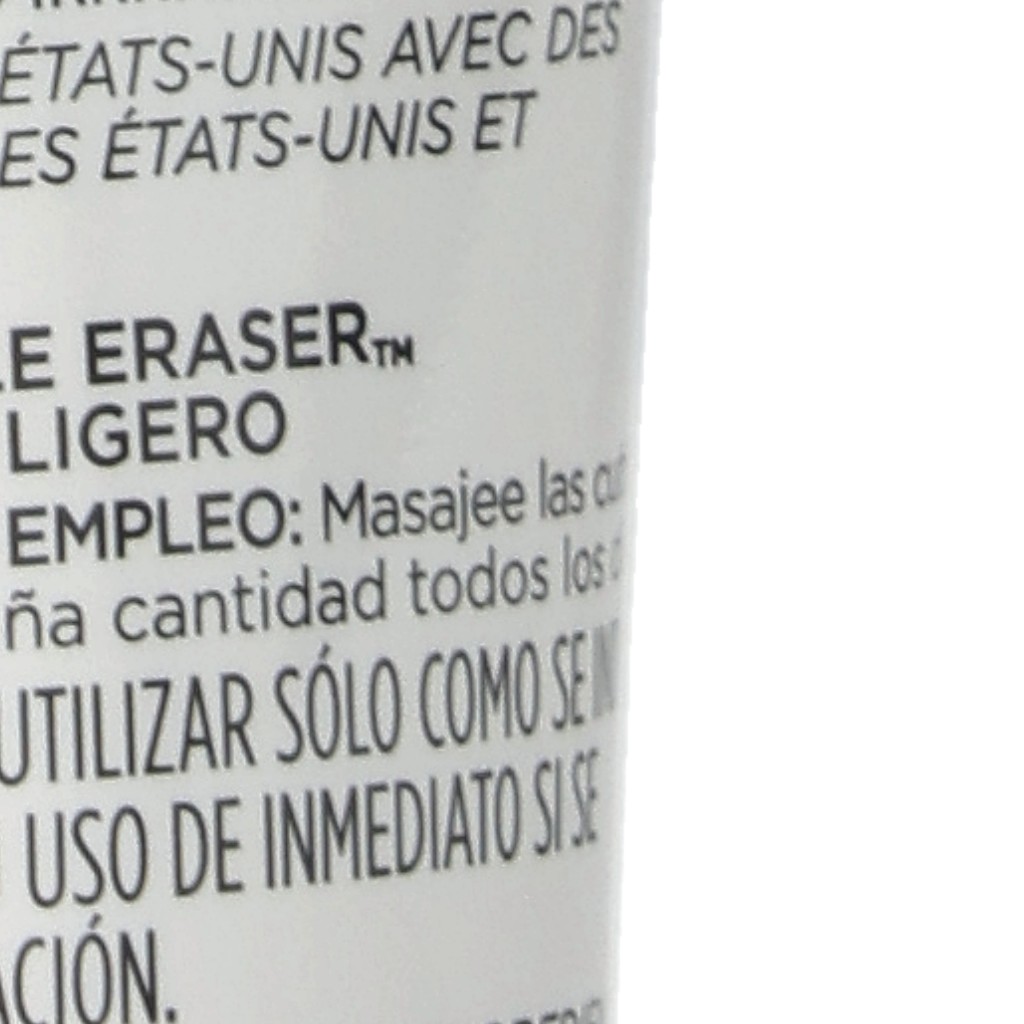 ÉTATS-UNIS AVEC DES
ES ÉTATS-UNIS ET
LE ERASER™
LIGERO
EMPLEO: Masajee las
ña cantidad todos los
UTILIZAR SÓLO COMO SE
USO DE INMEDIATO SI SE
ACIÓN.